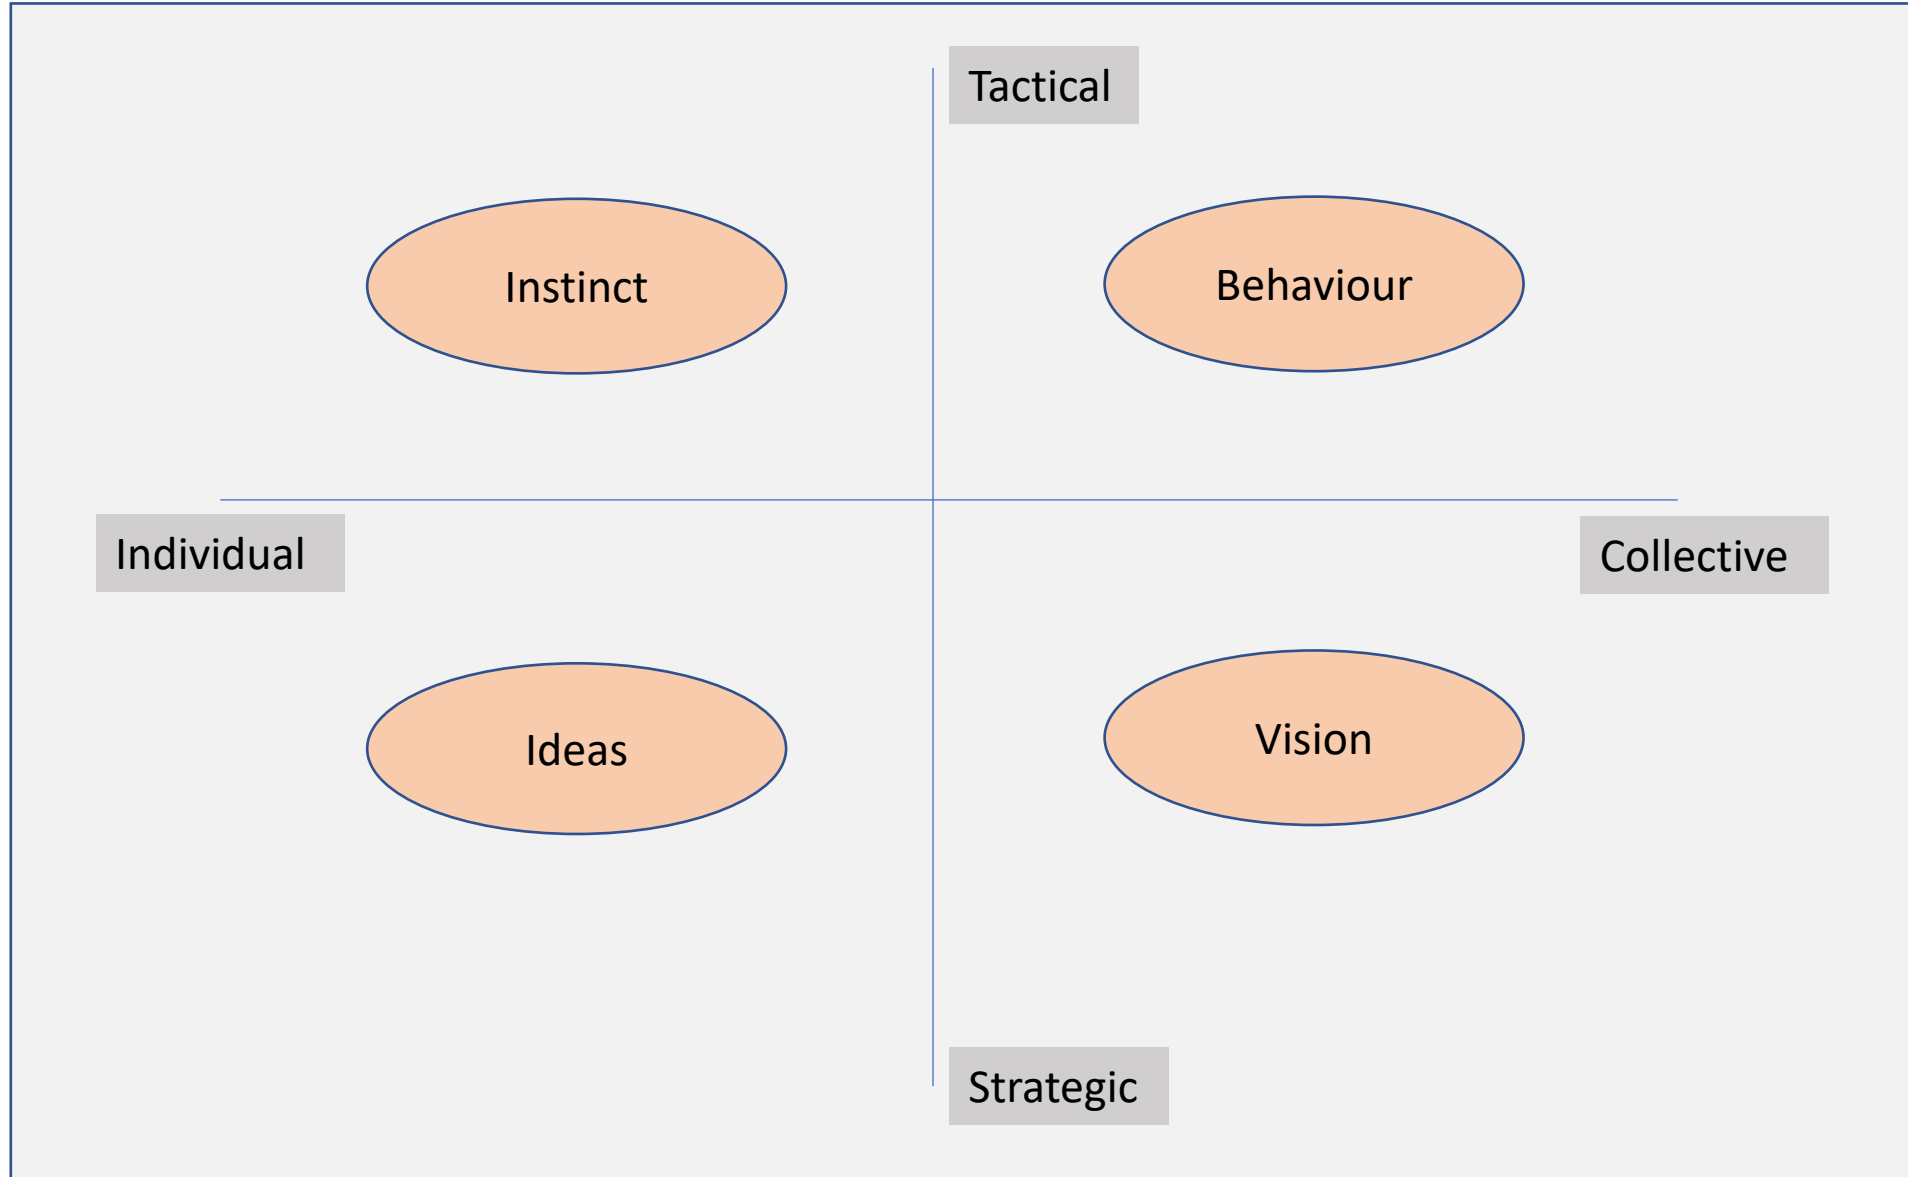 Tactical
Instinct
Behaviour
Individual
Collective
Ideas
Vision
Strategic